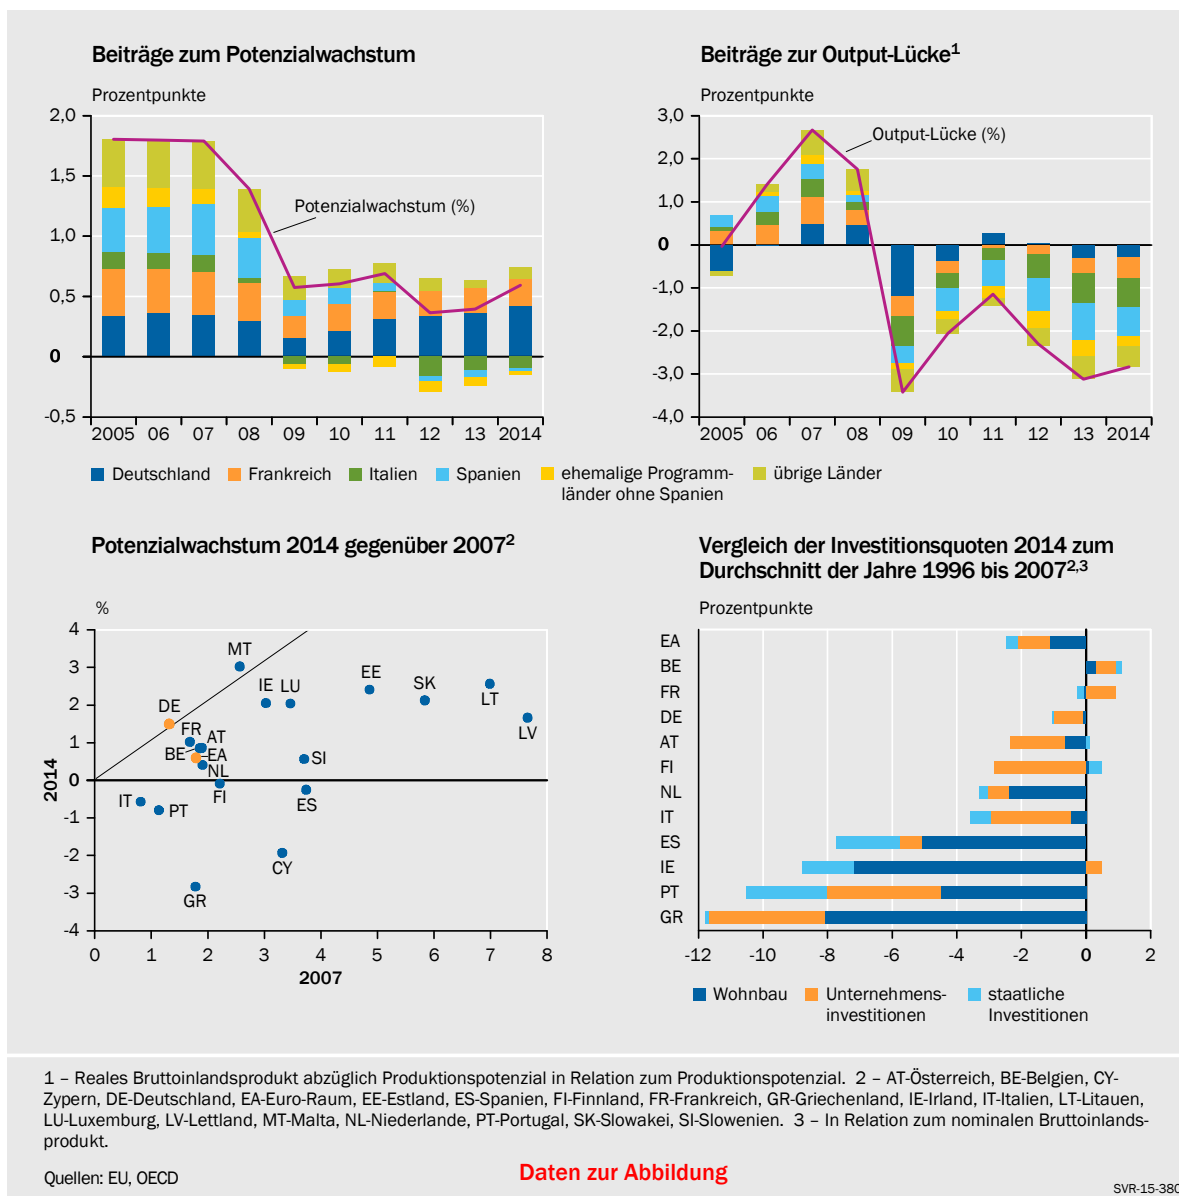 Beiträge zum Potenzialwachstum
Prozentpunkte
2,0
1,5
1,0
0,5
0
-0,5
Potenzialwachstum (%)
2005 06 07 08 09 10 11 12 13 2014
Beiträge zur Output-Lücke1
Prozentpunkte
3,0
2,0
1,0
0
-1,0
-2,0
-3,0
-4,0
Output-Lücke (%)
2005 06 07 08 09 10 11 12 13 2014
Deutschland Frankreich Italien Spanien ehemalige Programm-
länder ohne Spanien
übrige Länder
Potenzialwachstum 2014 gegenüber 20072
%
4
3
2
1
0
-1
-2
-3
-4
2014
MT
IE LU
EE
SK
LT
LV
DE
FR
AT
BE
EA
NL
SI
FI
ES
IT
PT
CY
GR
0 1 2 3 4 5 6 7 8
2007
Vergleich der Investitionsquoten 2014 zum
Durchschnitt der Jahre 1996 bis 20072,3
Prozentpunkte
EA
BE
FR
DE
AT
FI
NL
IT
ES
IE
PT
GR
-12 -10 -8 -6 -4 -2 0 2
Wohnbau Unternehmens-
investitionen
staatliche
Investitionen
1 – Reales Bruttoinlandsprodukt abzüglich Produktionspotenzial in Relation zum Produktionspotenzial. 2 – AT-Österreich, BE-Belgien, CY-
Zypern, DE-Deutschland, EA-Euro-Raum, EE-Estland, ES-Spanien, FI-Finnland, FR-Frankreich, GR-Griechenland, IE-Irland, IT-Italien, LT-Litauen,
LU-Luxemburg, LV-Lettland, MT-Malta, NL-Niederlande, PT-Portugal, SK-Slowakei, SI-Slowenien. 3 – In Relation zum nominalen Bruttoinlands-
produkt.
Quellen: EU, OECD
Daten zur Abbildung
SVR-15-380